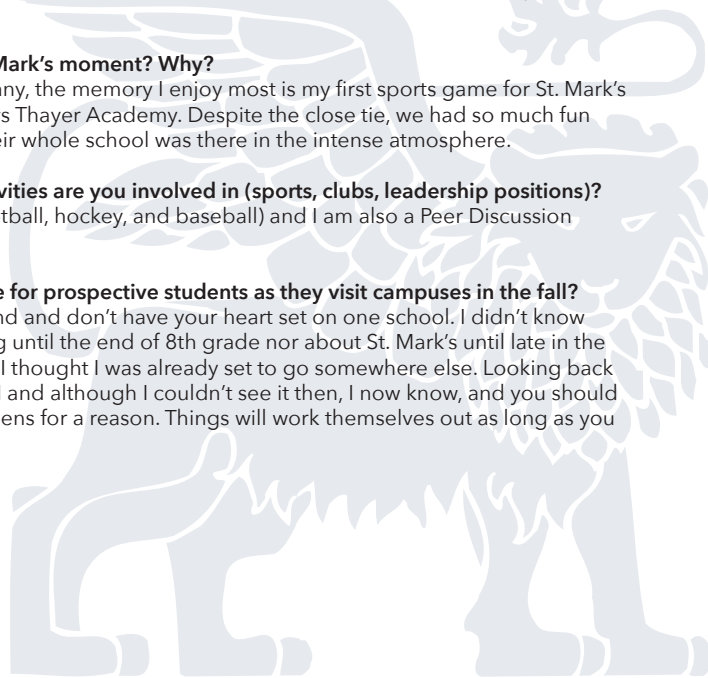 Mark’s moment? Why?
any, the memory I enjoy most is my first sports game for St. Mark’s
Thayer Academy. Despite the close tie, we had so much fun
whole school was there in the intense atmosphere.
are you involved in (sports, clubs, leadership positions)?
hockey, and baseball) and I am also a Peer Discussion
for prospective students as they visit campuses in the fall?
and don’t have your heart set on one school. I didn’t know
until the end of 8th grade nor about St. Mark’s until late in the
I thought I was already set to go somewhere else. Looking back
and although I couldn’t see it then, I now know, and you should
for a reason. Things will work themselves out as long as you